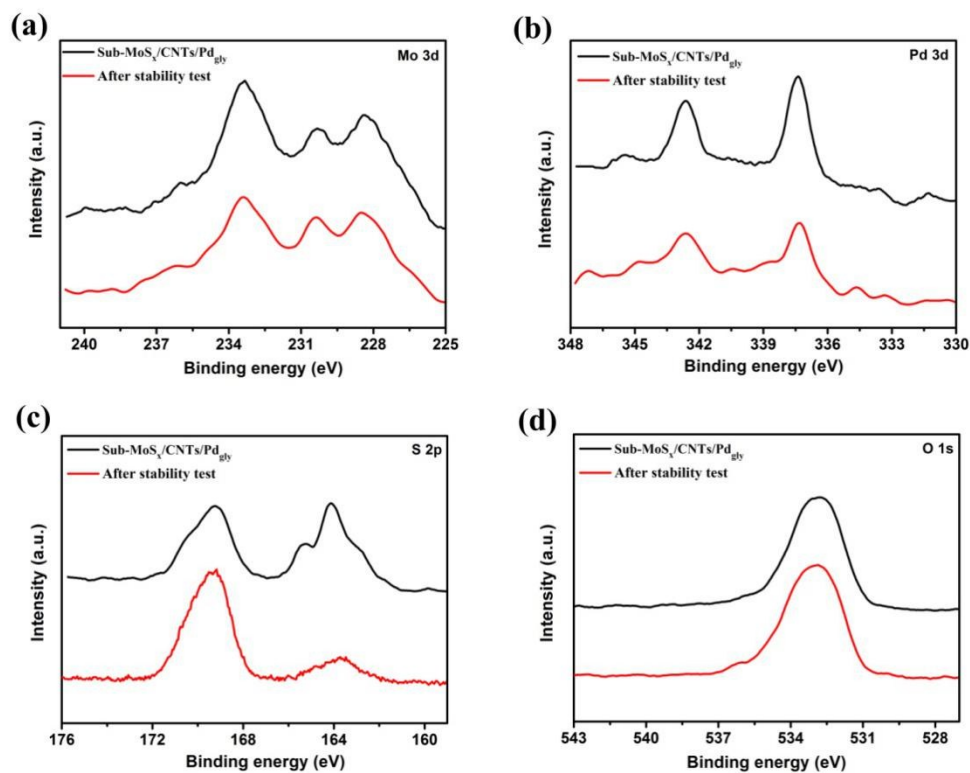 (a)
Sub-MoSx/CNTs/Pdgly
After stability test
Mo 3d
Intensity (a.u.)
240 237 234 231 228 225
Binding energy (eV)
(b)
Sub-MoSx/CNTs/Pdgly
After stability test
Pd 3d
Intensity (a.u.)
348 345 342 339 336 333 330
Binding energy (eV)
(c)
Sub-MoSx/CNTs/Pdgly
After stability test
S 2p
Intensity (a.u.)
176 172 168 164 160
Binding energy (eV)
(d)
Sub-MoSx/CNTs/Pdgly
After stability test
O 1s
Intensity (a.u.)
543 540 537 534 531 528
Binding energy (eV)